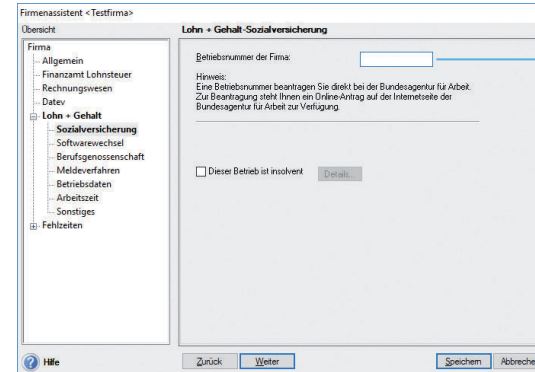 Firmenassistent <Testfirma>
Übersicht
Firma
Allgemein
Finanzamt Lohnsteuer
Rechnungswesen
Datev
Lohn + Gehalt
Sozialversicherung
Softwarewechsel
Berufsgenossenschaft
Meldeverfahren
Betriebsdaten
Arbeitszeit
Sonstiges
Fehlzeiten
Lohn + Gehalt-Sozialversicherung
Betriebsnummer der Firma:
Hinweis:
Eine Betriebsnummer beantragen Sie direkt bei der Bundesagentur für Arbeit.
Zur Beantragung steht Ihnen ein Online-Antrag auf der Internetseite der
Bundesagentur für Arbeit zur Verfügung.
Dieser Betrieb ist insolvent
Details...
Hilfe
Zurück
Weiter
Speichern
Abbreche